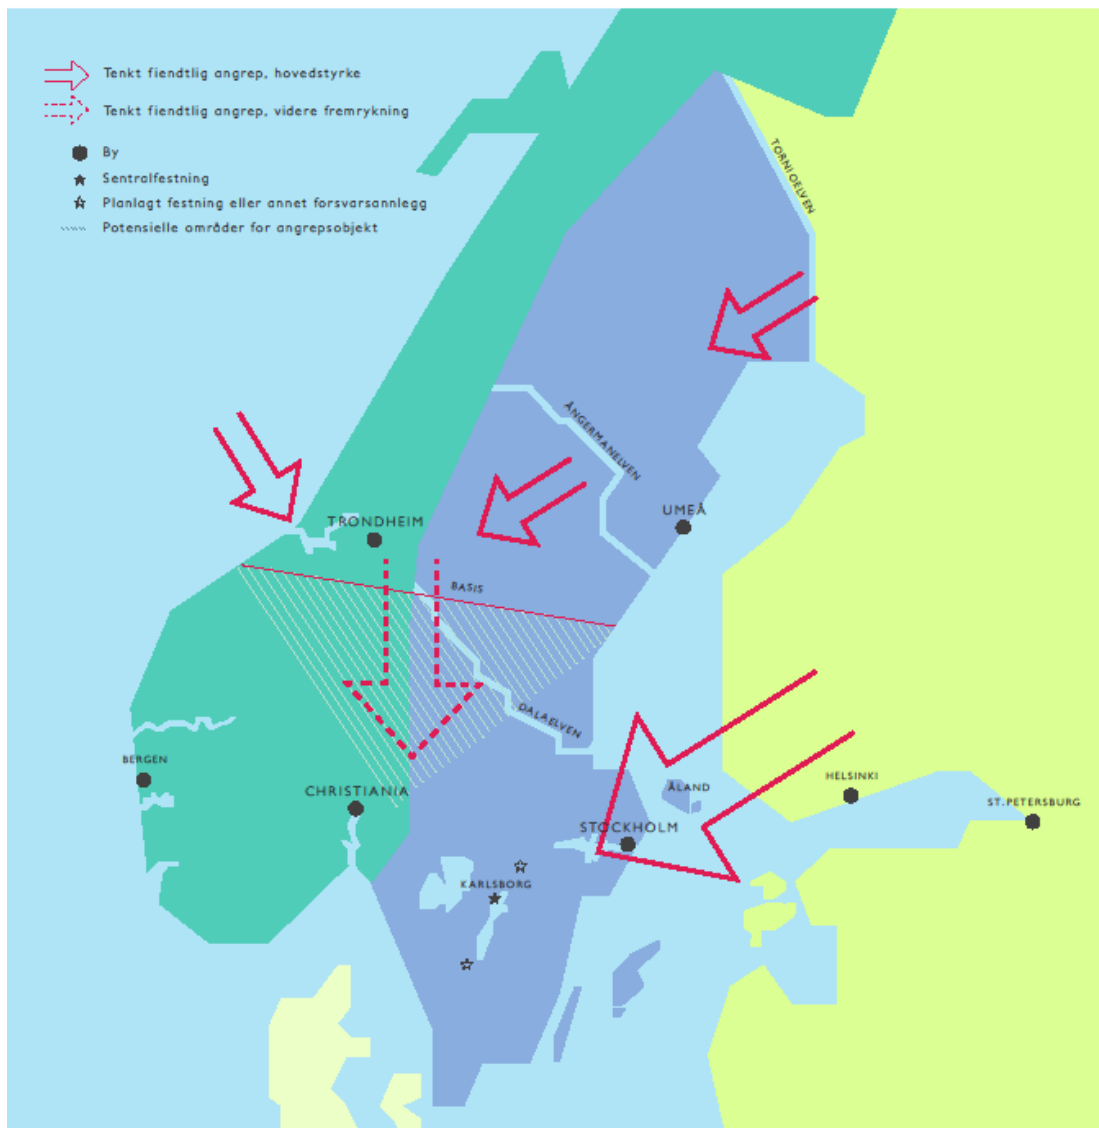 Tenkt fiendtlig angrep, hovedstyrke
Tenkt fiendtlig angrep, videre fremrykning
By
Sentralfestning
Planlagt festning eller annet forsvarsanlegg
Potensielle områder for angrepsobjekt
TORNIOELVEN
ÅNGERMANELVEN
UMEÅ
TRONDHEIM
BASIS
DALAELVEN
BERGEN
CHRISTIANIA
ÅLAND
HELSINKI
ST. PETERSBURG
STOCKHOLM
KARLSBORG